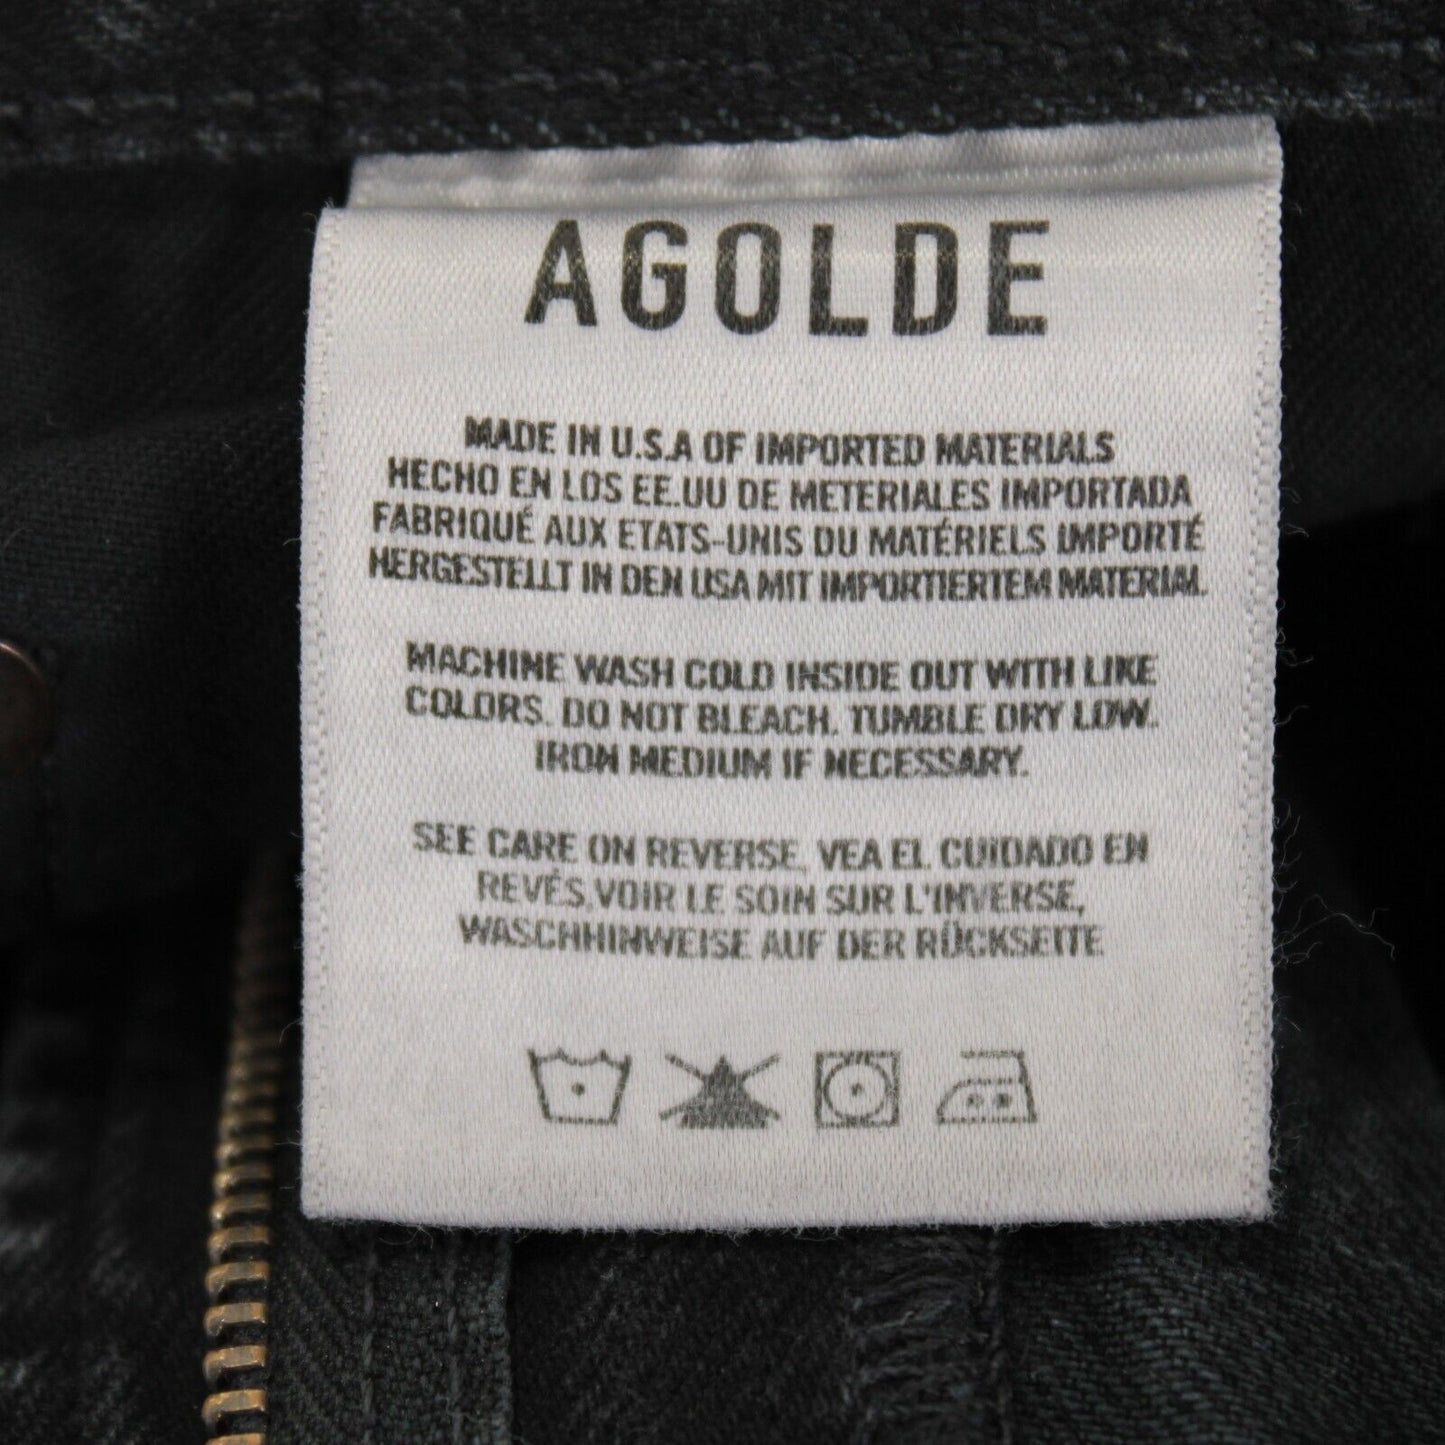 AGOLDE
MADE IN U.S.A OF IMPORTED MATERIALS
HECHO EN LOS EE.UU DE METERIALES IMPORTADA
FABRIQUÉ AUX ETATS-UNIS DU MATÉRIELS IMPORTÉ
HERGESTELLT IN DEN USA MIT IMPORTIERTEM MATERIAL.
MACHINE WASH COLD INSIDE OUT WITH LIKE
COLORS. DO NOT BLEACH. TUMBLE DRY LOW.
IRON MEDIUM IF NECESSARY.
SEE CARE ON REVERSE, VEA EL CUIDADO EN
REVÉS, VOIR LE SOIN SUR L'INVERSE,
WASCHHINWEISE AUF DER RÜCKSEITE